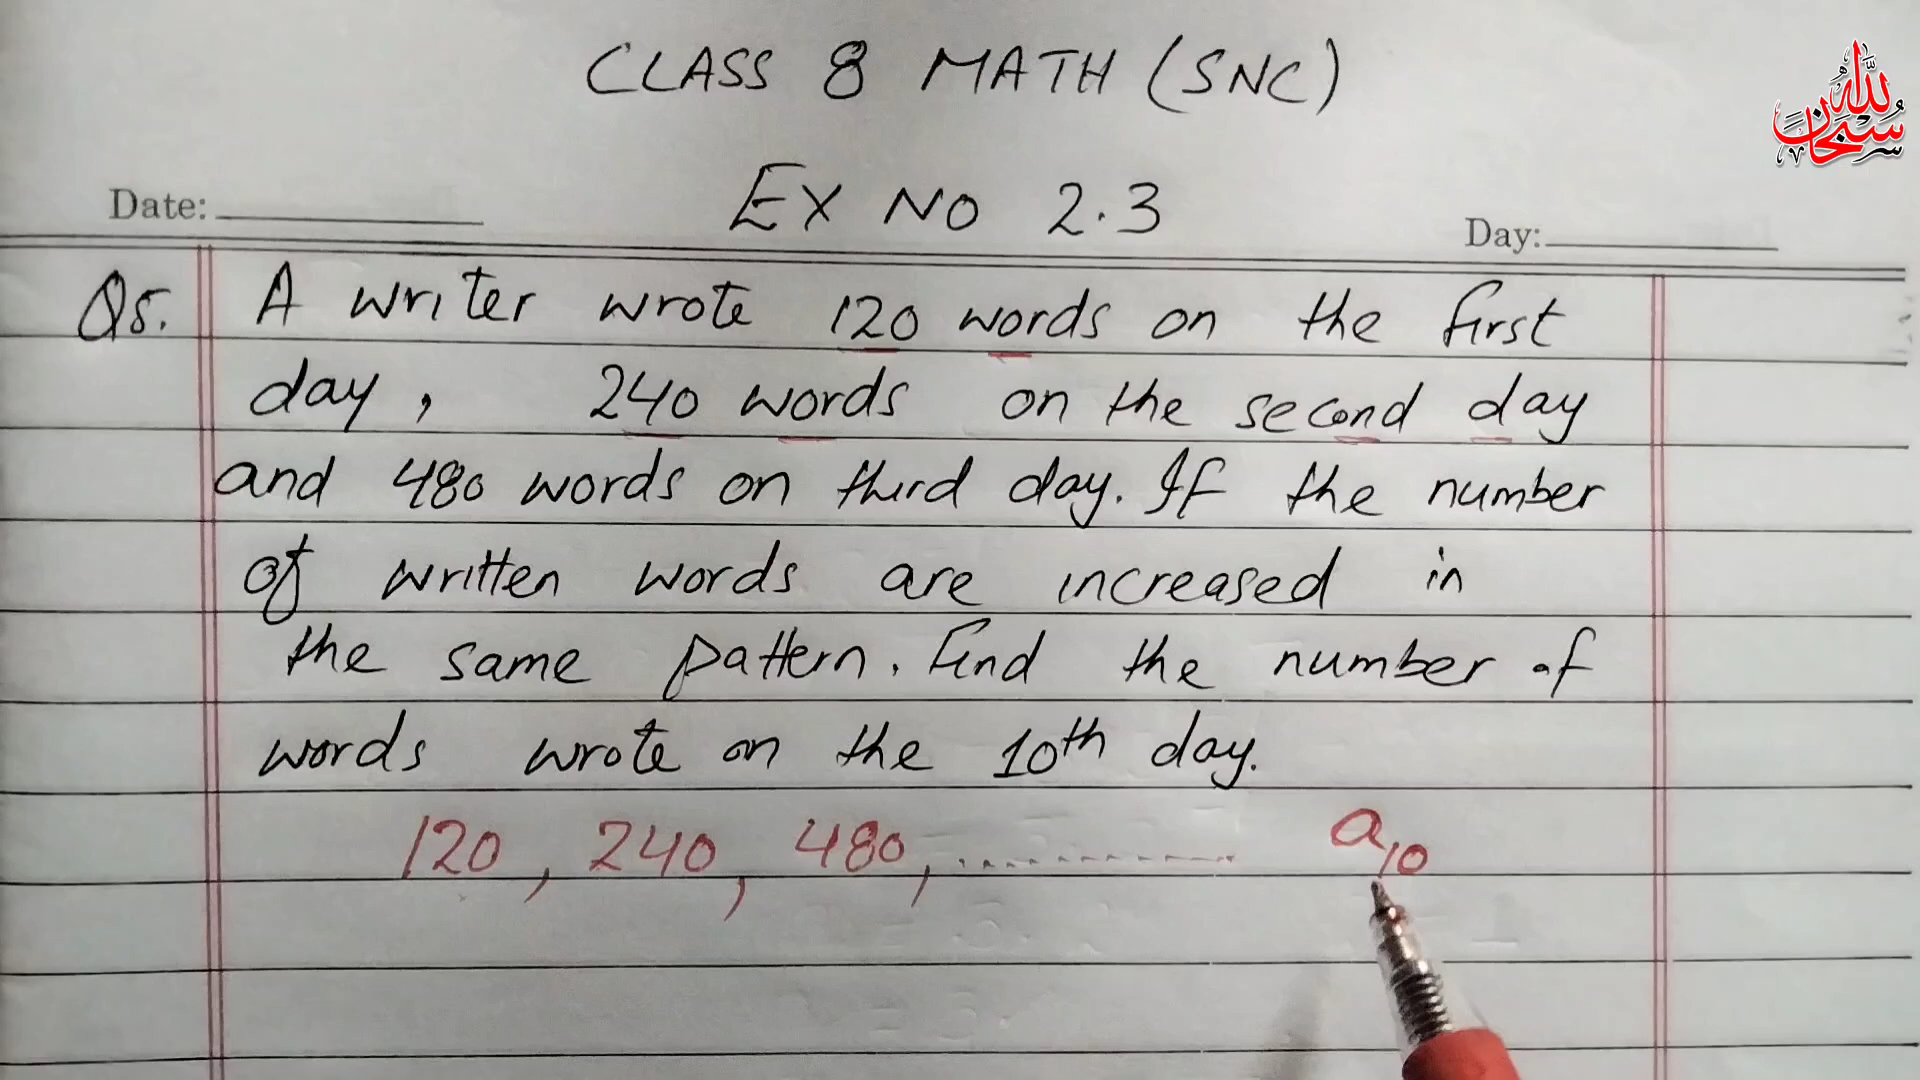 CLASS 8 MATH (SNC)
سبحان الله
EX NO 2.3
Date:
Day:
Q5. A writer wrote 120 words on the first
day, 240 words on the second day
and 480 words on third day. If the number
of written words are increased in
the same pattern. Find the number of
words wrote on the 10th day.
120, 240, 480, ............ a₁₀